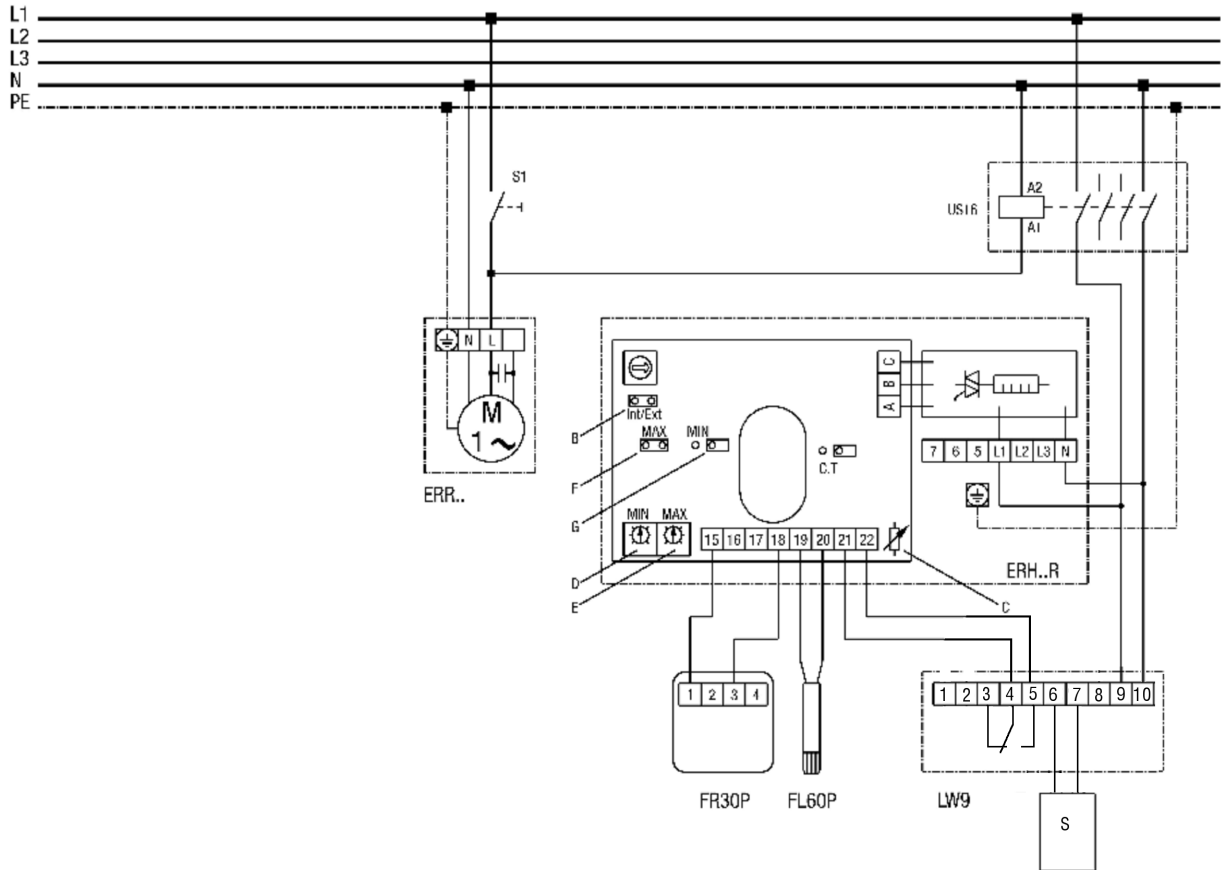 L1
L2
L3
N
PE
S1
A2
UST6
A1
N L
M
1 ~
ERR..
Int/Ext
B
MAX MIN
F
C.T
G
MIN MAX
D
E
15 16 17 18 19 20 21 22
C
B
A
7 6 5 L1 L2 L3 N
ERH..R
C
1 2 3 4
FR30P
FL60P
1 2 3 4 5 6 7 8 9 10
LW9
S